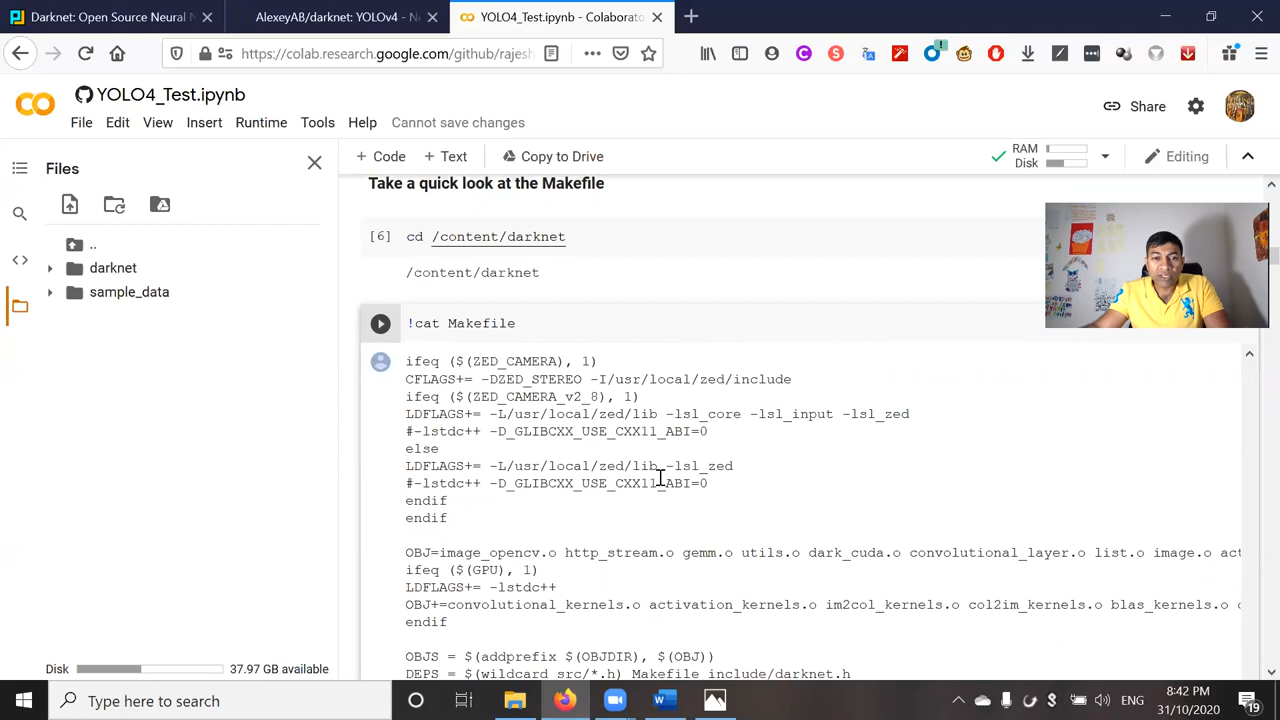 Darknet: Open Source Neural N
AlexeyAB/darknet: YOLOv4 - N
YOLO4_Test.ipynb - Colaborato
https://colab.research.google.com/github/rajesh
YOLO4_Test.ipynb
Share
File Edit View Insert Runtime Tools Help Cannot save changes
Files
+ Code + Text Copy to Drive
RAM
Disk
Editing
..
darknet
sample_data
Take a quick look at the Makefile
[6] cd /content/darknet
/content/darknet
!cat Makefile
ifeq ($(ZED_CAMERA), 1)
CFLAGS+= -DZED_STEREO -I/usr/local/zed/include
ifeq ($(ZED_CAMERA_v2_8), 1)
LDFLAGS+= -L/usr/local/zed/lib -lsl_core -lsl_input -lsl_zed
#-lstdc++ -D_GLIBCXX_USE_CXX11_ABI=0
else
LDFLAGS+= -L/usr/local/zed/lib -lsl_zed
#-lstdc++ -D_GLIBCXX_USE_CXX11_ABI=0
endif
endif
OBJ=image_opencv.o http_stream.o gemm.o utils.o dark_cuda.o convolutional_layer.o list.o image.o act
ifeq ($(GPU), 1)
LDFLAGS+= -lstdc++
OBJ+=convolutional_kernels.o activation_kernels.o im2col_kernels.o col2im_kernels.o blas_kernels.o
endif
OBJS = $(addprefix $(OBJDIR), $(OBJ))
DEPS = $(wildcard src/*.h) Makefile include/darknet.h
Disk 37.97 GB available
Type here to search
ENG
8:42 PM
31/10/2020
19